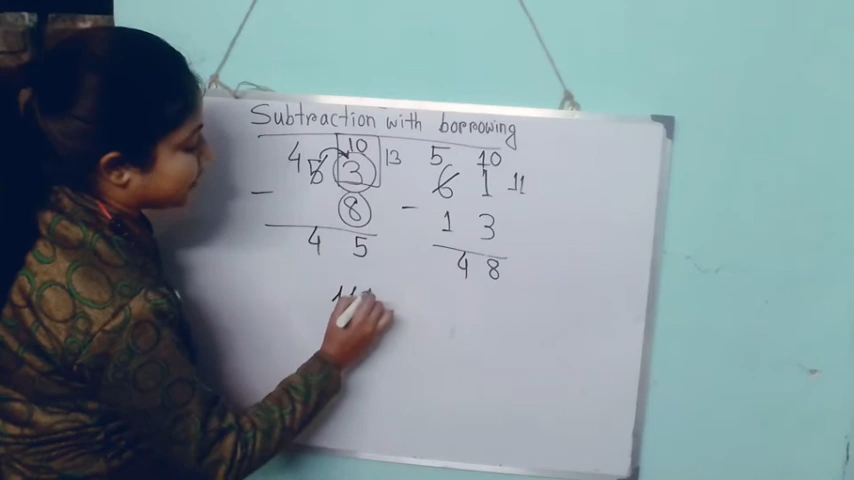 Subtraction with borrowing
4 10 13 5 10
5 3 6 1 11
- 8 - 1 3
4 5 4 8